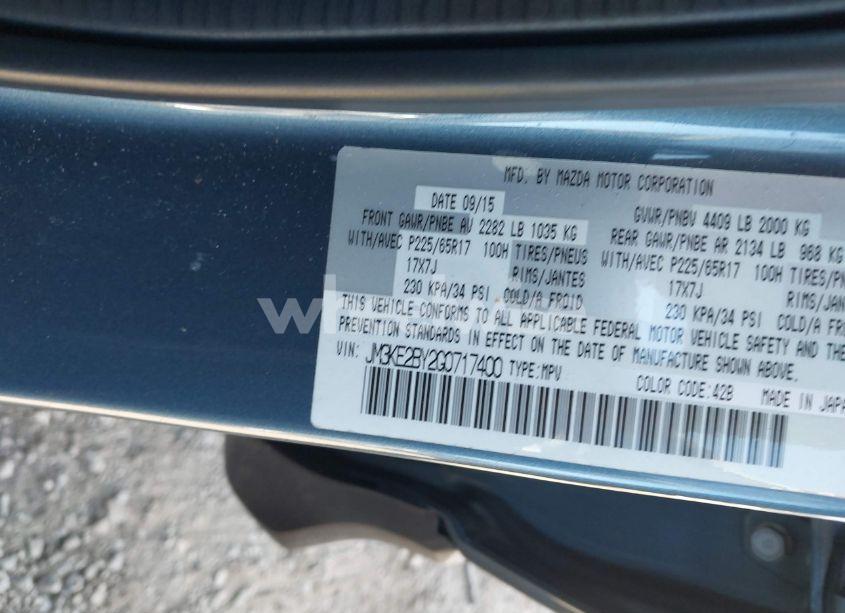 MFD. BY MAZDA MOTOR CORPORATION
DATE 09/15 GVWR/PNBV 4409 LB 2000 KG
FRONT GAWR/PNBE AV 2282 LB 1035 KG REAR GAWR/PNBE AR 2134 LB 968 KG
WITH/AVEC P225/65R17 100H TIRES/PNEUS WITH/AVEC P225/65R17 100H
17X7J RIMS/JANTES 17X7J RIMS/JANTES
230 KPA/34 PSI COLD/A FROID 230 KPA/34 PSI COLD/A
THIS VEHICLE CONFORMS TO ALL APPLICABLE FEDERAL MOTOR VEHICLE SAFETY AND
PREVENTION STANDARDS IN EFFECT ON THE DATE OF MANUFACTURE SHOWN ABOVE.
VIN: JM3KE2BY2G0717400 TYPE:MPV
COLOR CODE:42B MADE IN